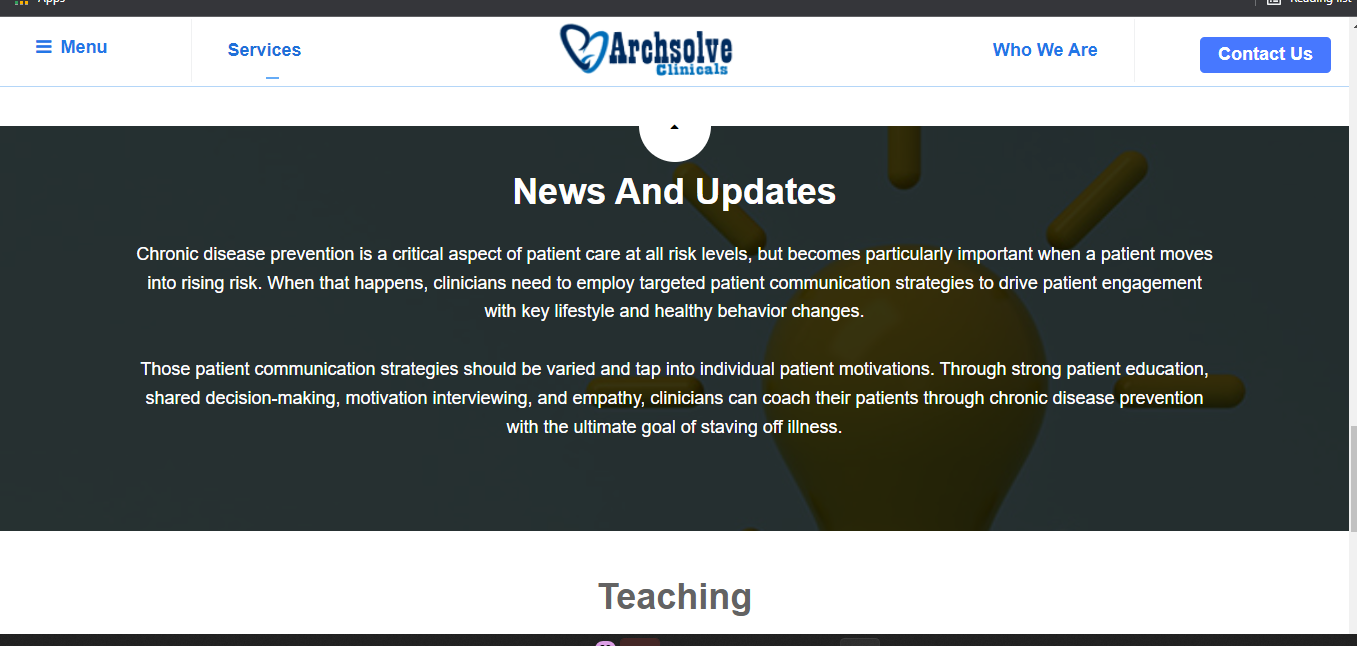 Apps
Reading list
Menu
Services
Archsolve
Clinicals
Who We Are
Contact Us
News And Updates
Chronic disease prevention is a critical aspect of patient care at all risk levels, but becomes particularly important when a patient moves
into rising risk. When that happens, clinicians need to employ targeted patient communication strategies to drive patient engagement
with key lifestyle and healthy behavior changes.
Those patient communication strategies should be varied and tap into individual patient motivations. Through strong patient education,
shared decision-making, motivation interviewing, and empathy, clinicians can coach their patients through chronic disease prevention
with the ultimate goal of staving off illness.
Teaching